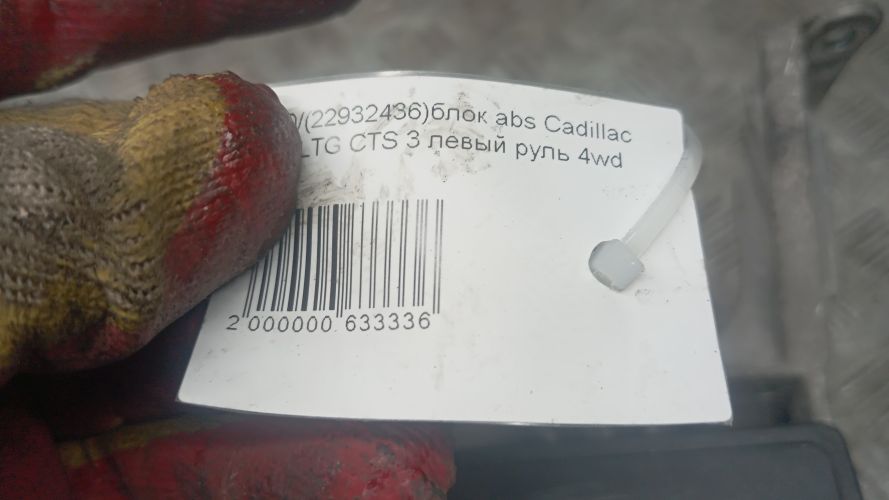 /(22932436)блок abs Cadillac
LTG CTS 3 левый руль 4wd
2 000000 633336